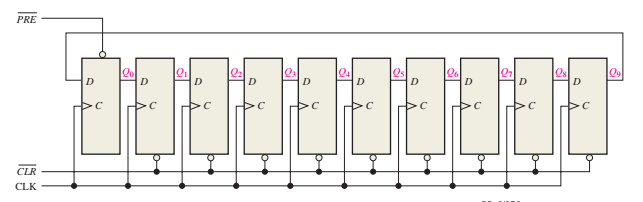 PRE
Q0 Q1 Q2 Q3 Q4 Q5 Q6 Q7 Q8 Q9
D D D D D D D D D D
C C C C C C C C C C
CLR
CLK